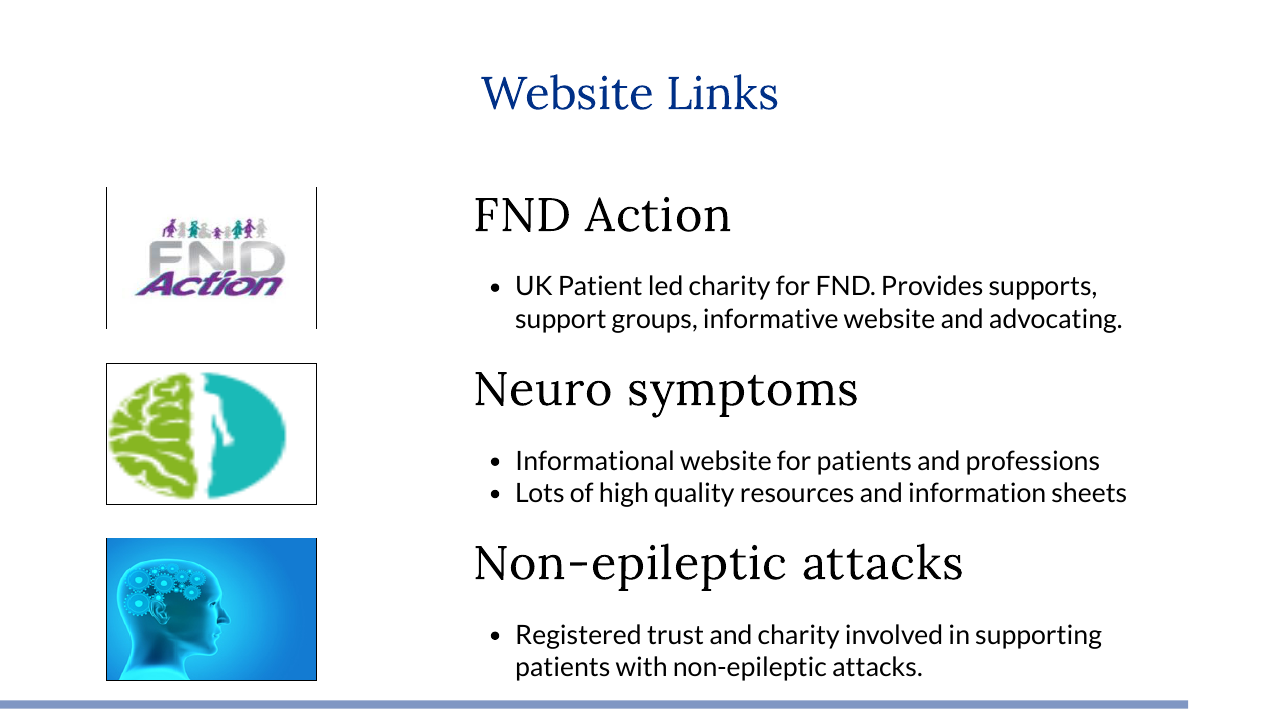 Website Links
FND
Action
FND Action
• UK Patient led charity for FND. Provides supports,
support groups, informative website and advocating.
Neuro symptoms
• Informational website for patients and professions
• Lots of high quality resources and information sheets
Non-epileptic attacks
• Registered trust and charity involved in supporting
patients with non-epileptic attacks.